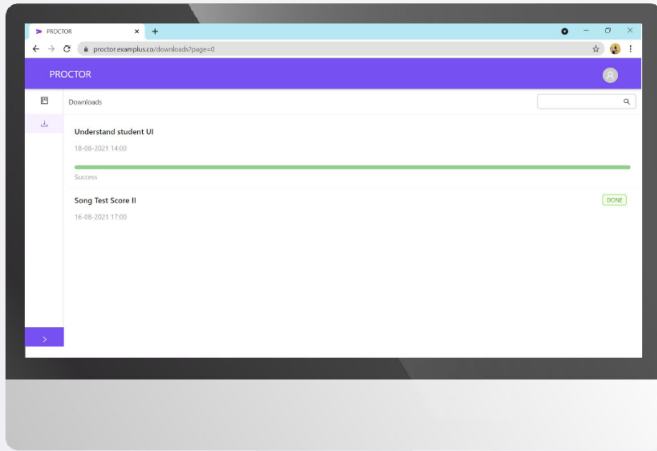 PROCTOR
proctor.examplus.co/downloads?page=0
PROCTOR
Downloads
Understand student UI
18-08-2021 14:00
Success
Song Test Score II
DONE
16-08-2021 17:00